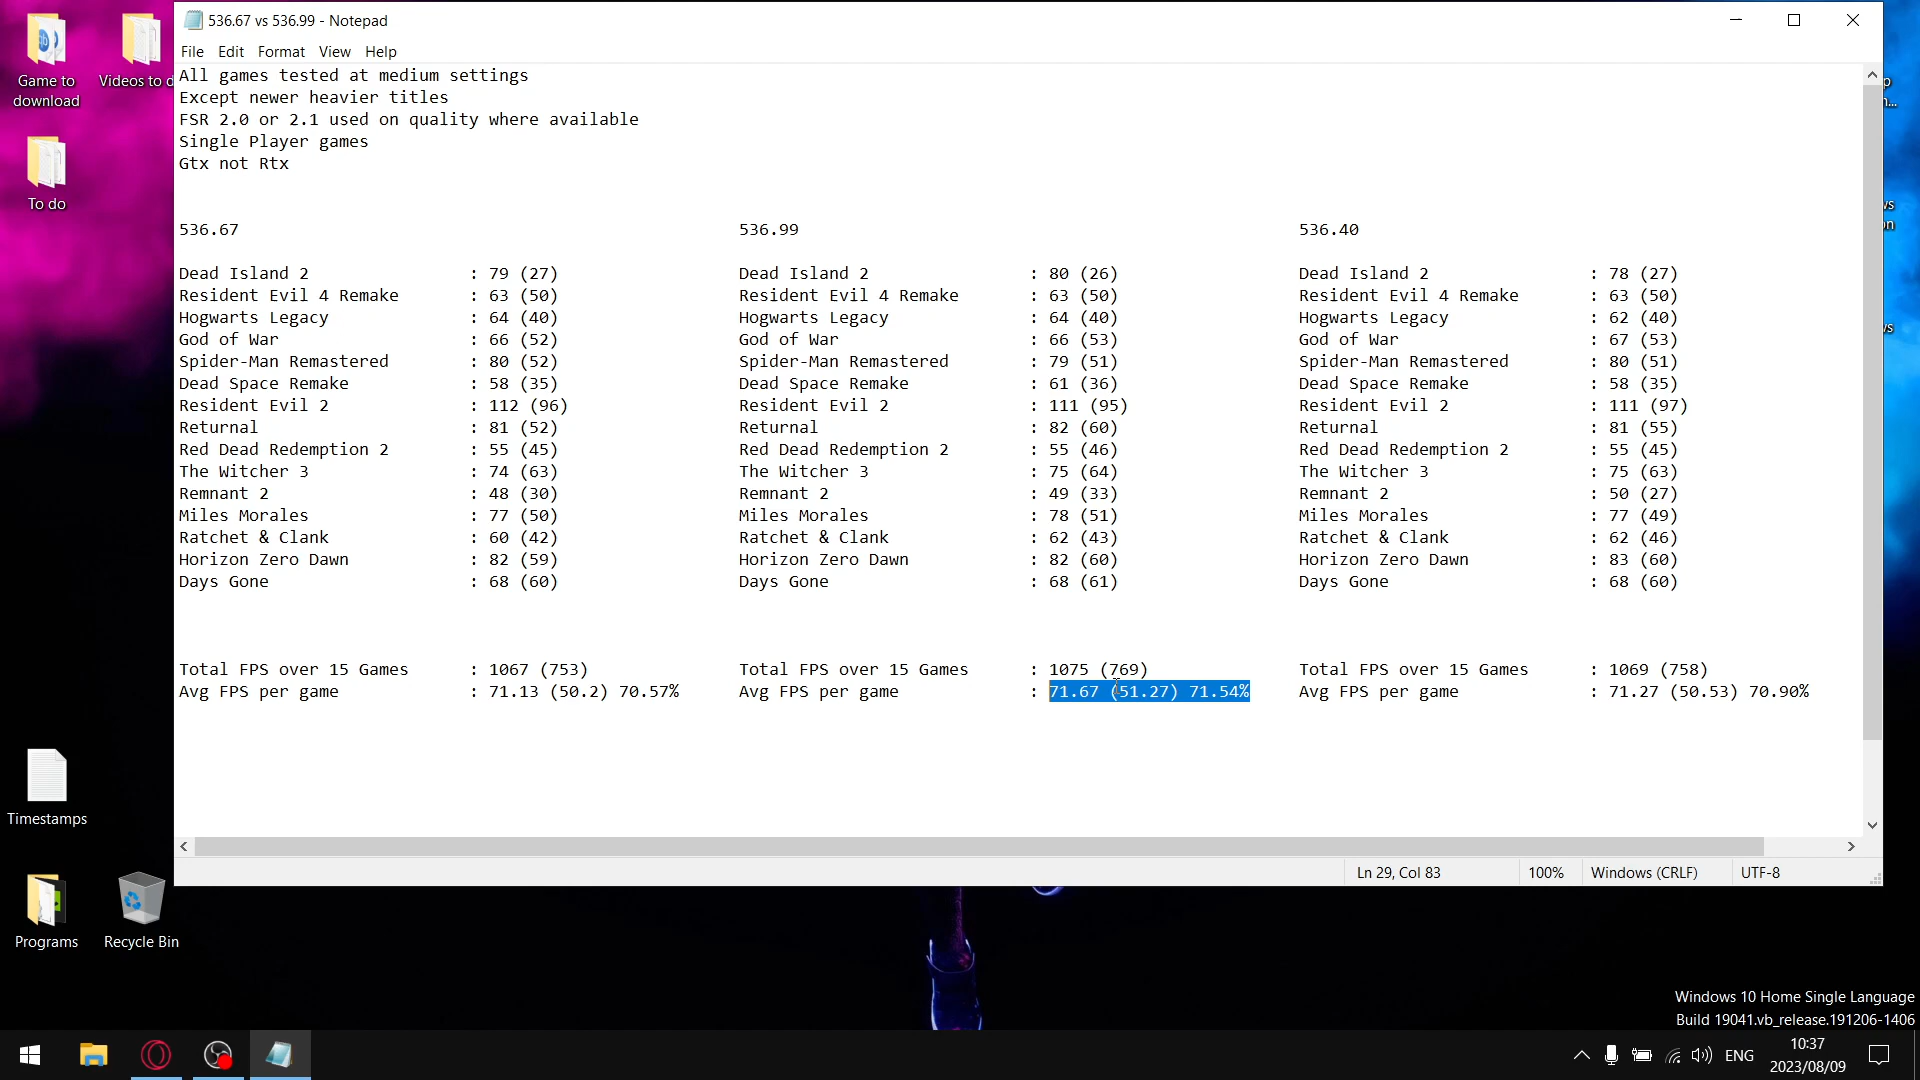 536.67 vs 536.99 - Notepad
File Edit Format View Help
Game to download
Videos to d
To do
Timestamps
Programs
Recycle Bin
All games tested at medium settings
Except newer heavier titles
FSR 2.0 or 2.1 used on quality where available
Single Player games
Gtx not Rtx
536.67 536.99 536.40
Dead Island 2 : 79 (27) Dead Island 2 : 80 (26) Dead Island 2 : 78 (27)
Resident Evil 4 Remake : 63 (50) Resident Evil 4 Remake : 63 (50) Resident Evil 4 Remake : 63 (50)
Hogwarts Legacy : 64 (40) Hogwarts Legacy : 64 (40) Hogwarts Legacy : 62 (40)
God of War : 66 (52) God of War : 66 (53) God of War : 67 (53)
Spider-Man Remastered : 80 (52) Spider-Man Remastered : 79 (51) Spider-Man Remastered : 80 (51)
Dead Space Remake : 58 (35) Dead Space Remake : 61 (36) Dead Space Remake : 58 (35)
Resident Evil 2 : 112 (96) Resident Evil 2 : 111 (95) Resident Evil 2 : 111 (97)
Returnal : 81 (52) Returnal : 82 (60) Returnal : 81 (55)
Red Dead Redemption 2 : 55 (45) Red Dead Redemption 2 : 55 (46) Red Dead Redemption 2 : 55 (45)
The Witcher 3 : 74 (63) The Witcher 3 : 75 (64) The Witcher 3 : 75 (63)
Remnant 2 : 48 (30) Remnant 2 : 49 (33) Remnant 2 : 50 (27)
Miles Morales : 77 (50) Miles Morales : 78 (51) Miles Morales : 77 (49)
Ratchet & Clank : 60 (42) Ratchet & Clank : 62 (43) Ratchet & Clank : 62 (46)
Horizon Zero Dawn : 82 (59) Horizon Zero Dawn : 82 (60) Horizon Zero Dawn : 83 (60)
Days Gone : 68 (60) Days Gone : 68 (61) Days Gone : 68 (60)
Total FPS over 15 Games : 1067 (753) Total FPS over 15 Games : 1075 (769) Total FPS over 15 Games : 1069 (758)
Avg FPS per game : 71.13 (50.2) 70.57% Avg FPS per game : 71.67 (51.27) 71.54% Avg FPS per game : 71.27 (50.53) 70.90%
Ln 29, Col 83 100% Windows (CRLF) UTF-8
Windows 10 Home Single Language
Build 19041.vb_release.191206-1406
ENG
10:37
2023/08/09